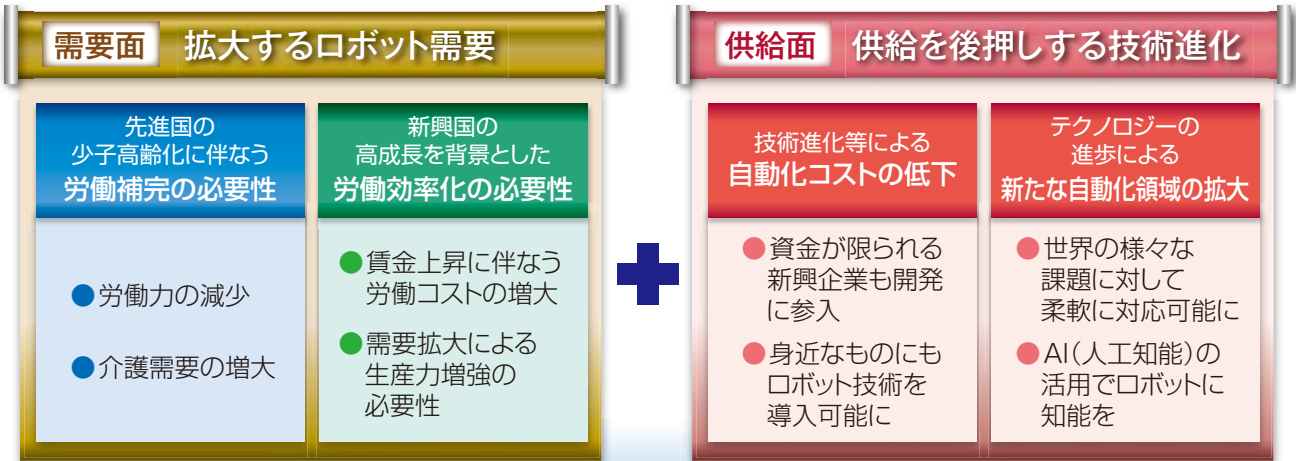 需要面 拡大するロボット需要
先進国の
少子高齢化に伴なう
労働補完の必要性
●労働力の減少
●介護需要の増大
新興国の
高成長を背景とした
労働効率化の必要性
●賃金上昇に伴なう
労働コストの増大
●需要拡大による
生産力増強の
必要性
供給面 供給を後押しする技術進化
技術進化等による
自動化コストの低下
●資金が限られる
新興企業も開発
に参入
●身近なものにも
ロボット技術を
導入可能に
テクノロジーの
進歩による
新たな自動化領域の拡大
●世界の様々な
課題に対して
柔軟に対応可能に
●AI(人工知能)の
活用でロボットに
知能を